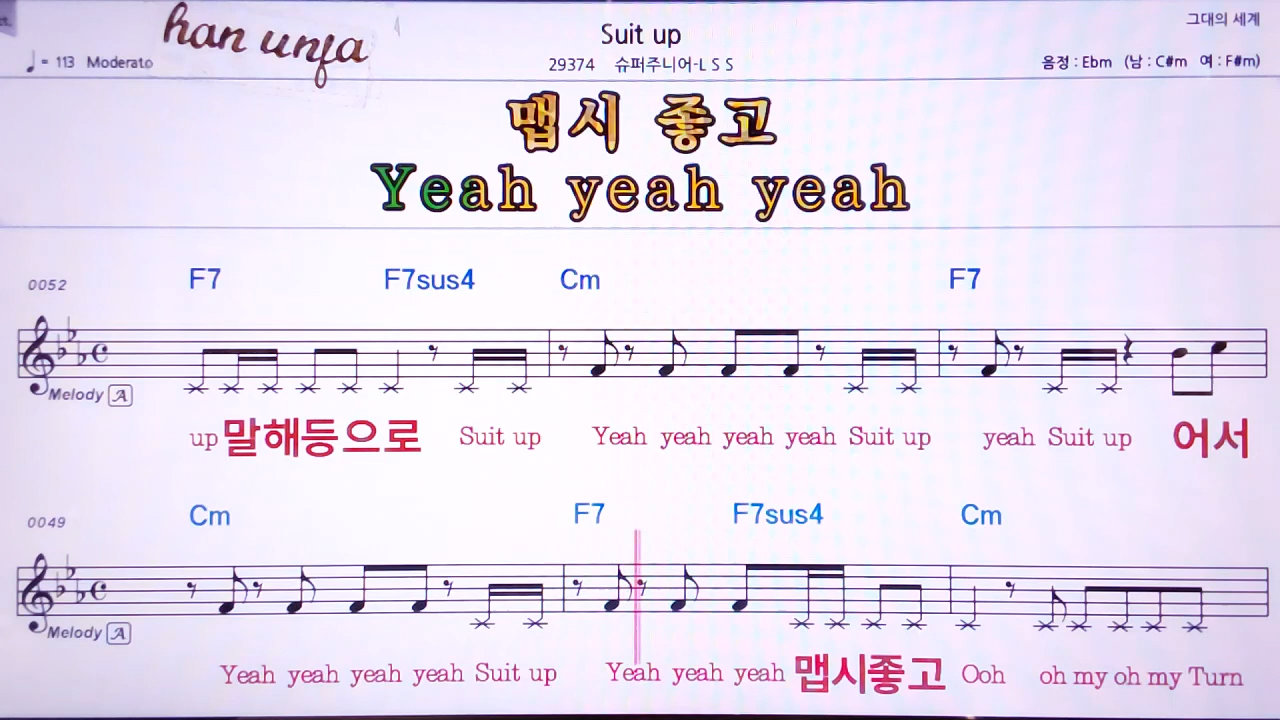 ct.
han unfa
Suit up
그대의 세계
♩ = 113 Moderato
29374 슈퍼주니어-L S S
음정 : Ebm (남 : C#m 여 : F#m)
맵시 좋고
Yeah yeah yeah
0052 F7 F7sus4 Cm F7
Melody A
up 말해등으로 Suit up Yeah yeah yeah yeah Suit up yeah Suit up 어서
0049 Cm F7 F7sus4 Cm
Melody A
Yeah yeah yeah yeah Suit up Yeah yeah yeah 맵시좋고 Ooh oh my oh my Turn